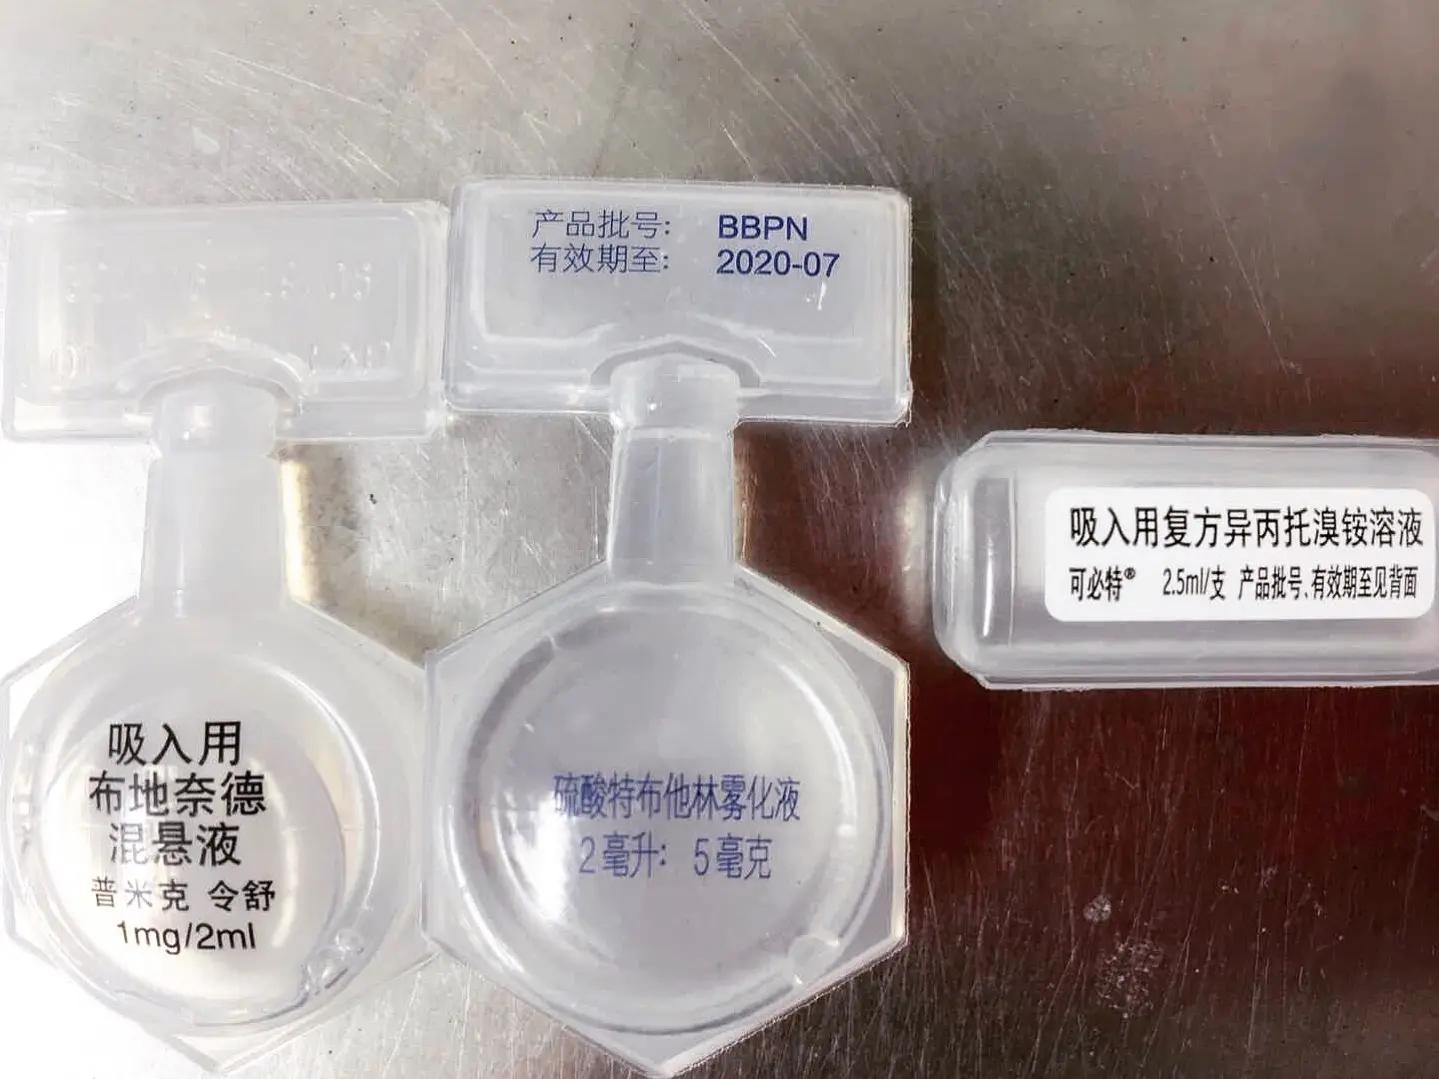 产品批号: BBPN
有效期至: 2020-07
吸入用复方异丙托溴铵溶液
可必特® 2.5ml/支 产品批号、有效期至见背面
吸入用
布地奈德
混悬液
普米克 令舒
1mg/2ml
硫酸特布他林雾化液
2毫升: 5毫克